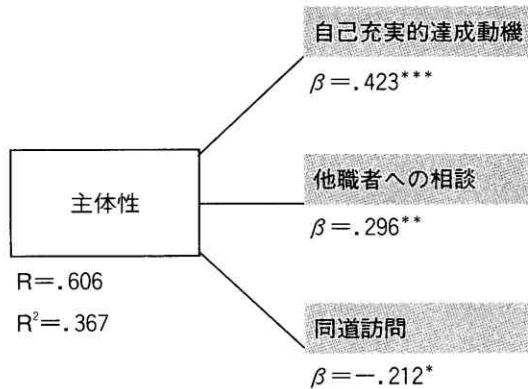 自己充実的達成動機
β=.423***
他職者への相談
β=.296**
主体性
R=.606
R²=.367
同道訪問
β=-.212*